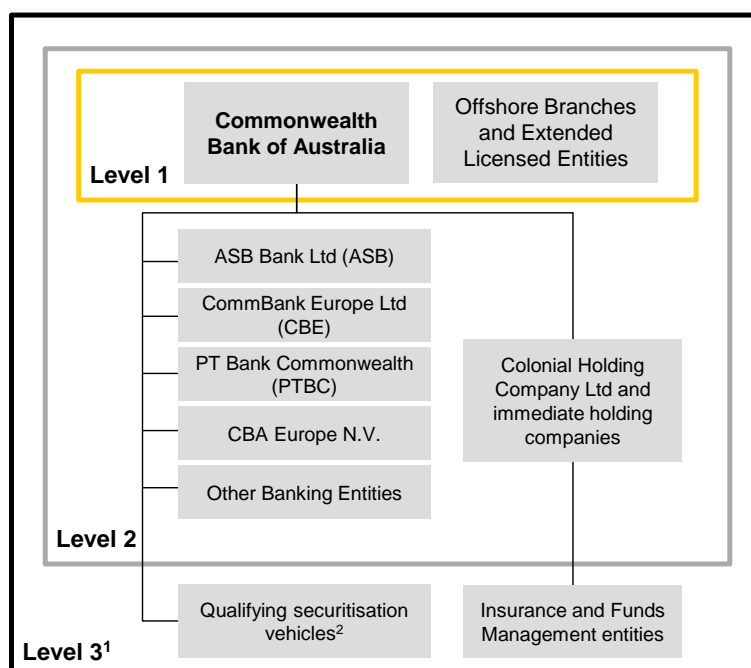 Commonwealth
Bank of Australia
Offshore Branches
and Extended
Licensed Entities
Level 1
ASB Bank Ltd (ASB)
CommBank Europe Ltd
(CBE)
PT Bank Commonwealth
(PTBC)
CBA Europe N.V.
Other Banking Entities
Colonial Holding
Company Ltd and
immediate holding
companies
Level 2
Qualifying securitisation
vehicles²
Insurance and Funds
Management entities
Level 3¹